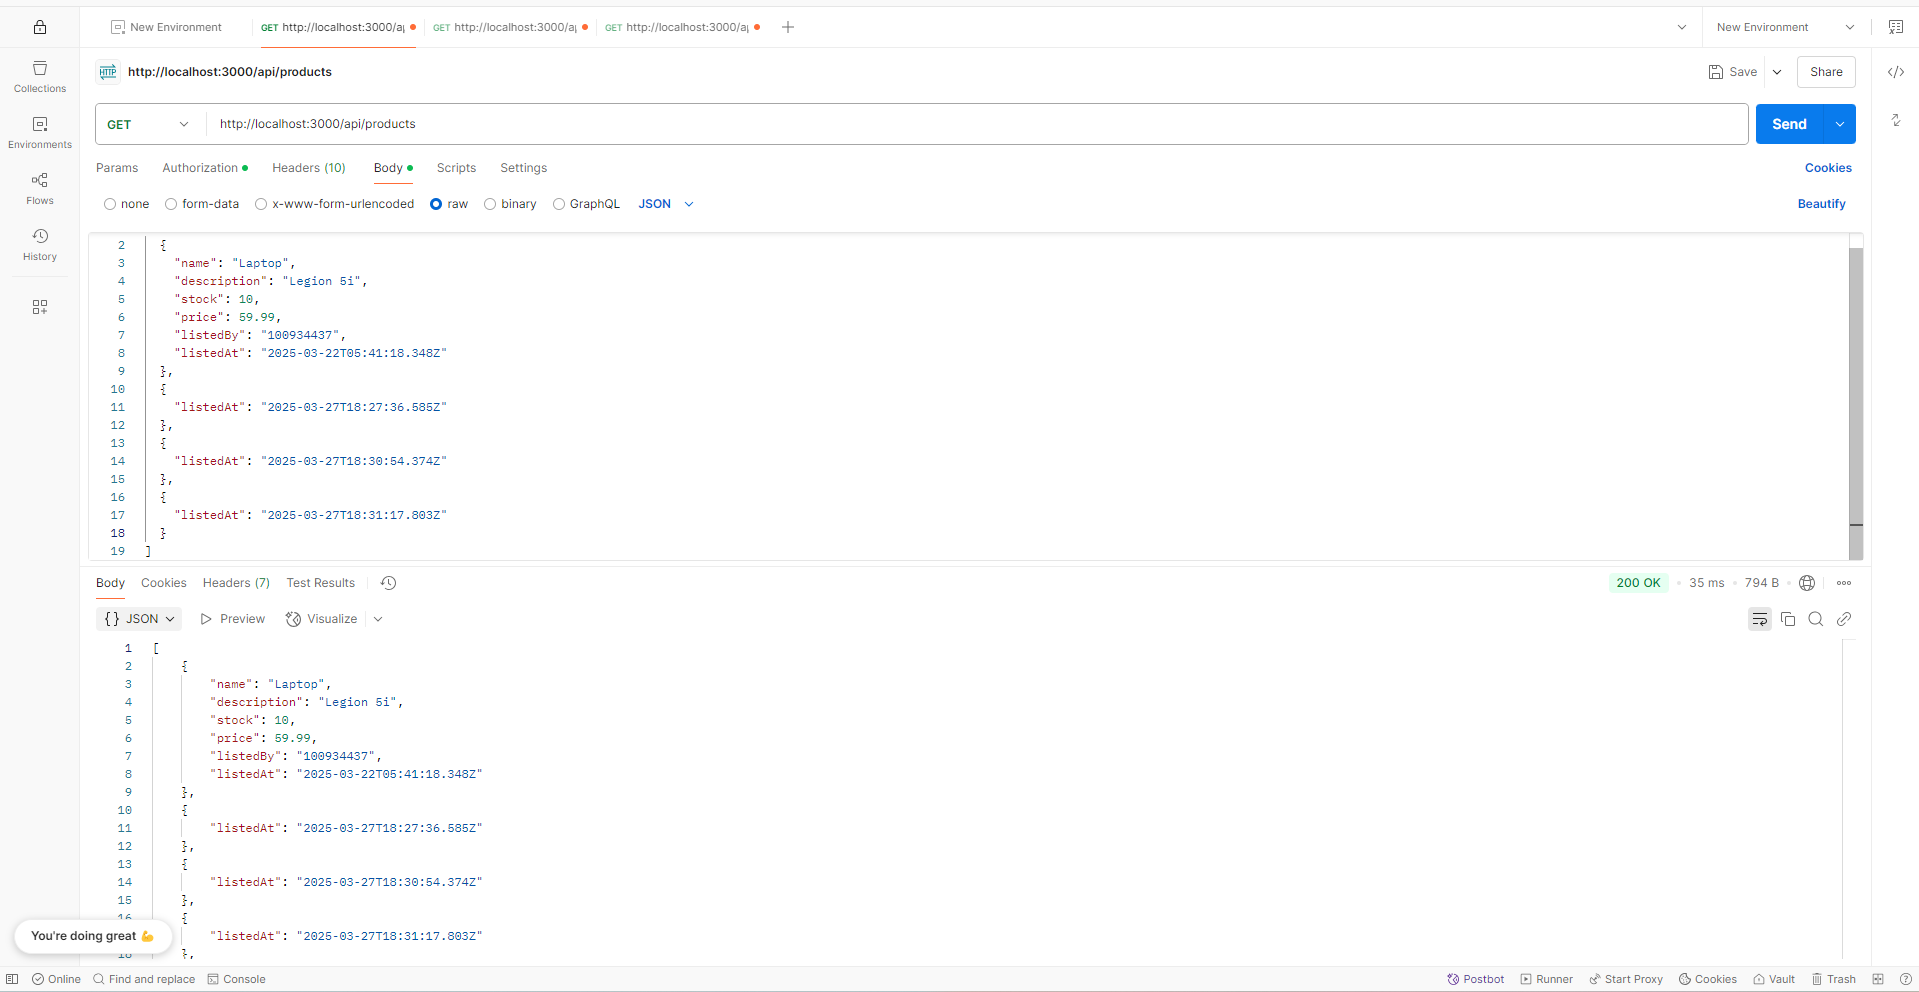 New Environment GET http://localhost:3000/a GET http://localhost:3000/a GET http://localhost:3000/a New Environment
http://localhost:3000/api/products Save Share
Collections
GET http://localhost:3000/api/products Send
Environments
Params Authorization Headers (10) Body Scripts Settings Cookies
Flows
none form-data x-www-form-urlencoded raw binary GraphQL JSON Beautify
History
2 {
3 "name": "Laptop",
4 "description": "Legion 5i",
5 "stock": 10,
6 "price": 59.99,
7 "listedBy": "100934437",
8 "listedAt": "2025-03-22T05:41:18.348Z"
9 },
10 {
11 "listedAt": "2025-03-27T18:27:36.585Z"
12 },
13 {
14 "listedAt": "2025-03-27T18:30:54.374Z"
15 },
16 {
17 "listedAt": "2025-03-27T18:31:17.803Z"
18 }
19 ]
Body Cookies Headers (7) Test Results 200 OK 35 ms 794 B
{} JSON Preview Visualize
1 [
2 {
3 "name": "Laptop",
4 "description": "Legion 5i",
5 "stock": 10,
6 "price": 59.99,
7 "listedBy": "100934437",
8 "listedAt": "2025-03-22T05:41:18.348Z"
9 },
10 {
11 "listedAt": "2025-03-27T18:27:36.585Z"
12 },
13 {
14 "listedAt": "2025-03-27T18:30:54.374Z"
15 },
16 {
You're doing great 💪 "listedAt": "2025-03-27T18:31:17.803Z"
18 },
Online Find and replace Console Postbot Runner Start Proxy Cookies Vault Trash